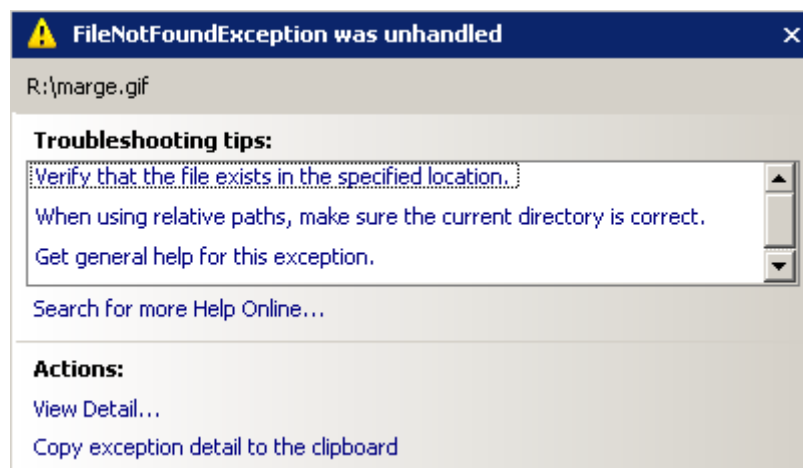 FileNotFoundException was unhandled
R:\marge.gif
Troubleshooting tips:
Verify that the file exists in the specified location.
When using relative paths, make sure the current directory is correct.
Get general help for this exception.
Search for more Help Online...
Actions:
View Detail...
Copy exception detail to the clipboard